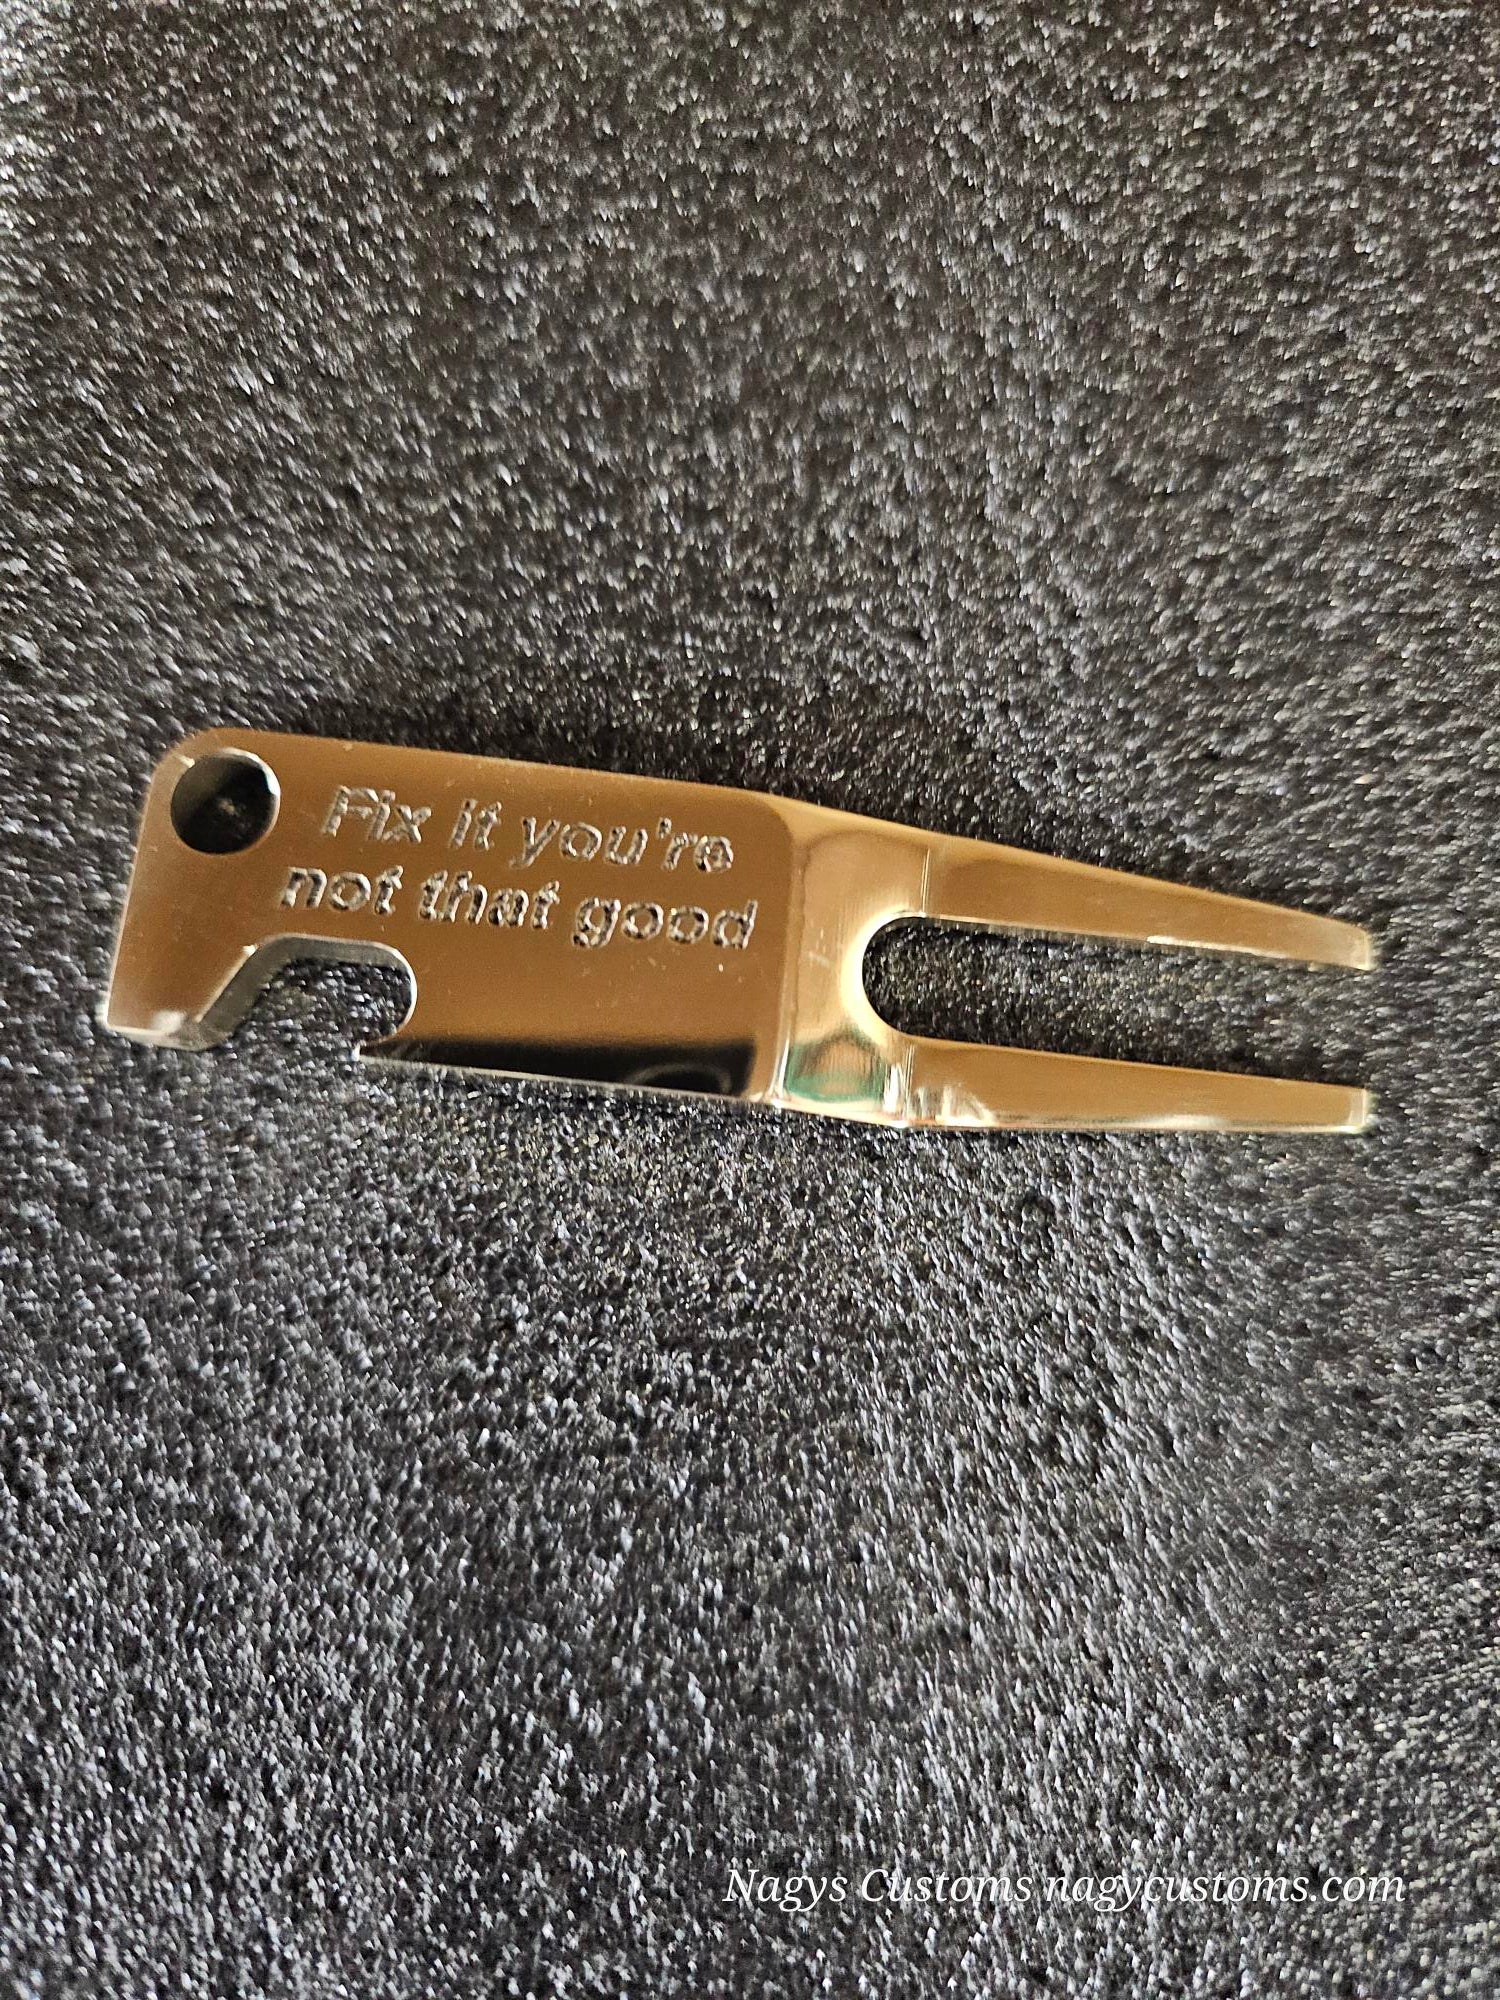 Fix it you're
not that good
Nagys Customs nagycustoms.com